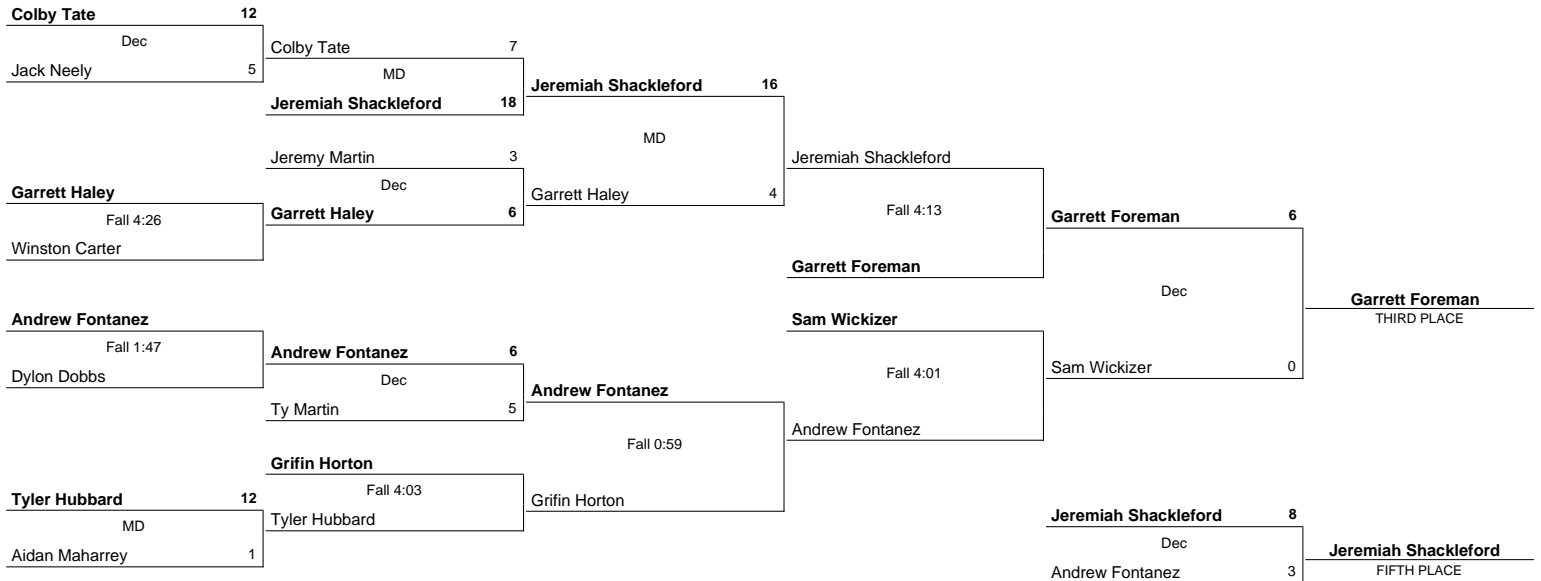 Colby Tate 12
Dec
Jack Neely 5
Colby Tate 7
MD
Jeremiah Shackleford 18
Jeremiah Shackleford 16
MD
Garrett Haley 4
Jeremy Martin 3
Dec
Garrett Haley 6
Garrett Haley
Fall 4:26
Winston Carter
Jeremiah Shackleford
Fall 4:13
Garrett Foreman
Garrett Foreman 6
Dec
Sam Wickizer 0
Garrett Foreman
THIRD PLACE
Andrew Fontanez
Fall 1:47
Dylon Dobbs
Andrew Fontanez 6
Dec
Ty Martin 5
Andrew Fontanez
Fall 0:59
Grifin Horton
Sam Wickizer
Fall 4:01
Andrew Fontanez
Grifin Horton
Fall 4:03
Tyler Hubbard
Tyler Hubbard 12
MD
Aidan Maharrey 1
Jeremiah Shackleford 8
Dec
Andrew Fontanez 3
Jeremiah Shackleford
FIFTH PLACE